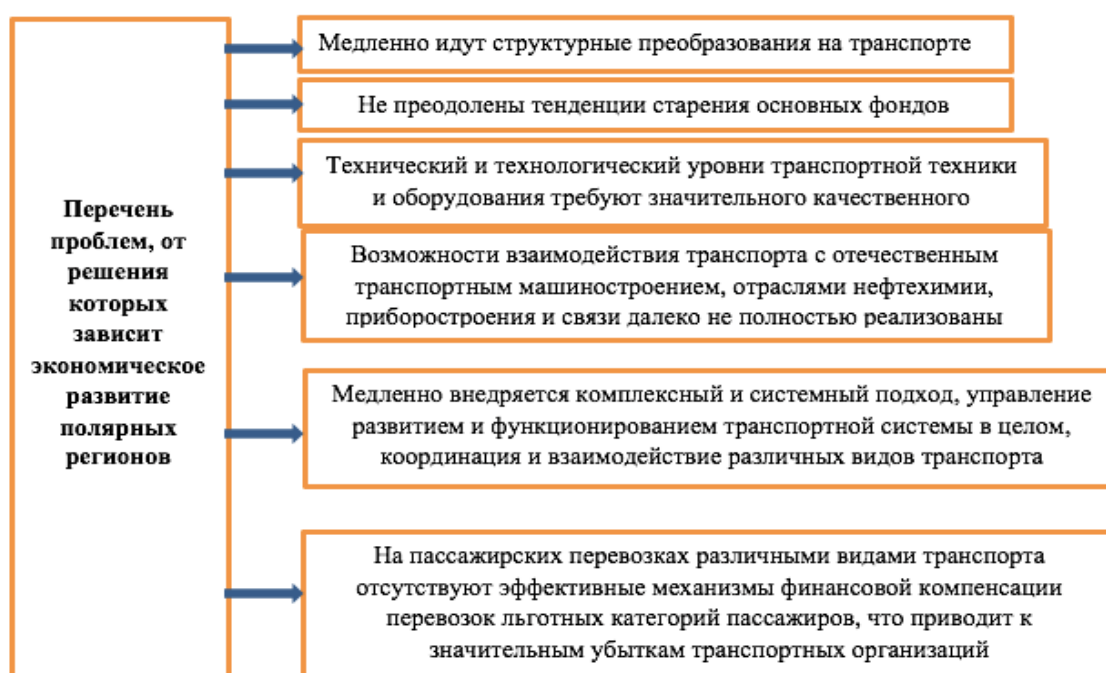 Перечень
проблем, от
решения
которых
зависит
экономическое
развитие
полярных
регионов
Медленно идут структурные преобразования на транспорте
Не преодолены тенденции старения основных фондов
Технический и технологический уровни транспортной техники
и оборудования требуют значительного качественного
Возможности взаимодействия транспорта с отечественным
транспортным машиностроением, отраслями нефтехимии,
приборостроения и связи далеко не полностью реализованы
Медленно внедряется комплексный и системный подход, управление
развитием и функционированием транспортной системы в целом,
координация и взаимодействие различных видов транспорта
На пассажирских перевозках различными видами транспорта
отсутствуют эффективные механизмы финансовой компенсации
перевозок льготных категорий пассажиров, что приводит к
значительным убыткам транспортных организаций